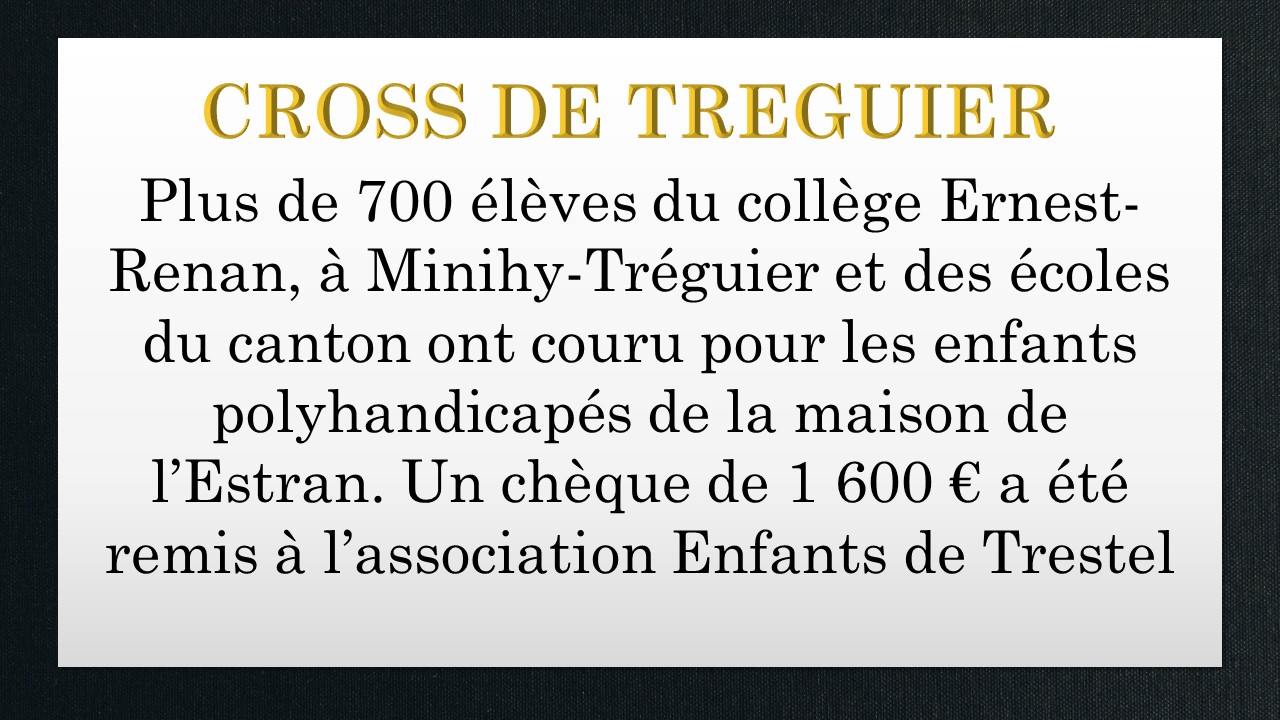 CROSS DE TREGUIER
Plus de 700 élèves du collège Ernest-
Renan, à Minihy-Tréguier et des écoles
du canton ont couru pour les enfants
polyhandicapés de la maison de
l’Estran. Un chèque de 1 600 € a été
remis à l’association Enfants de Trestel